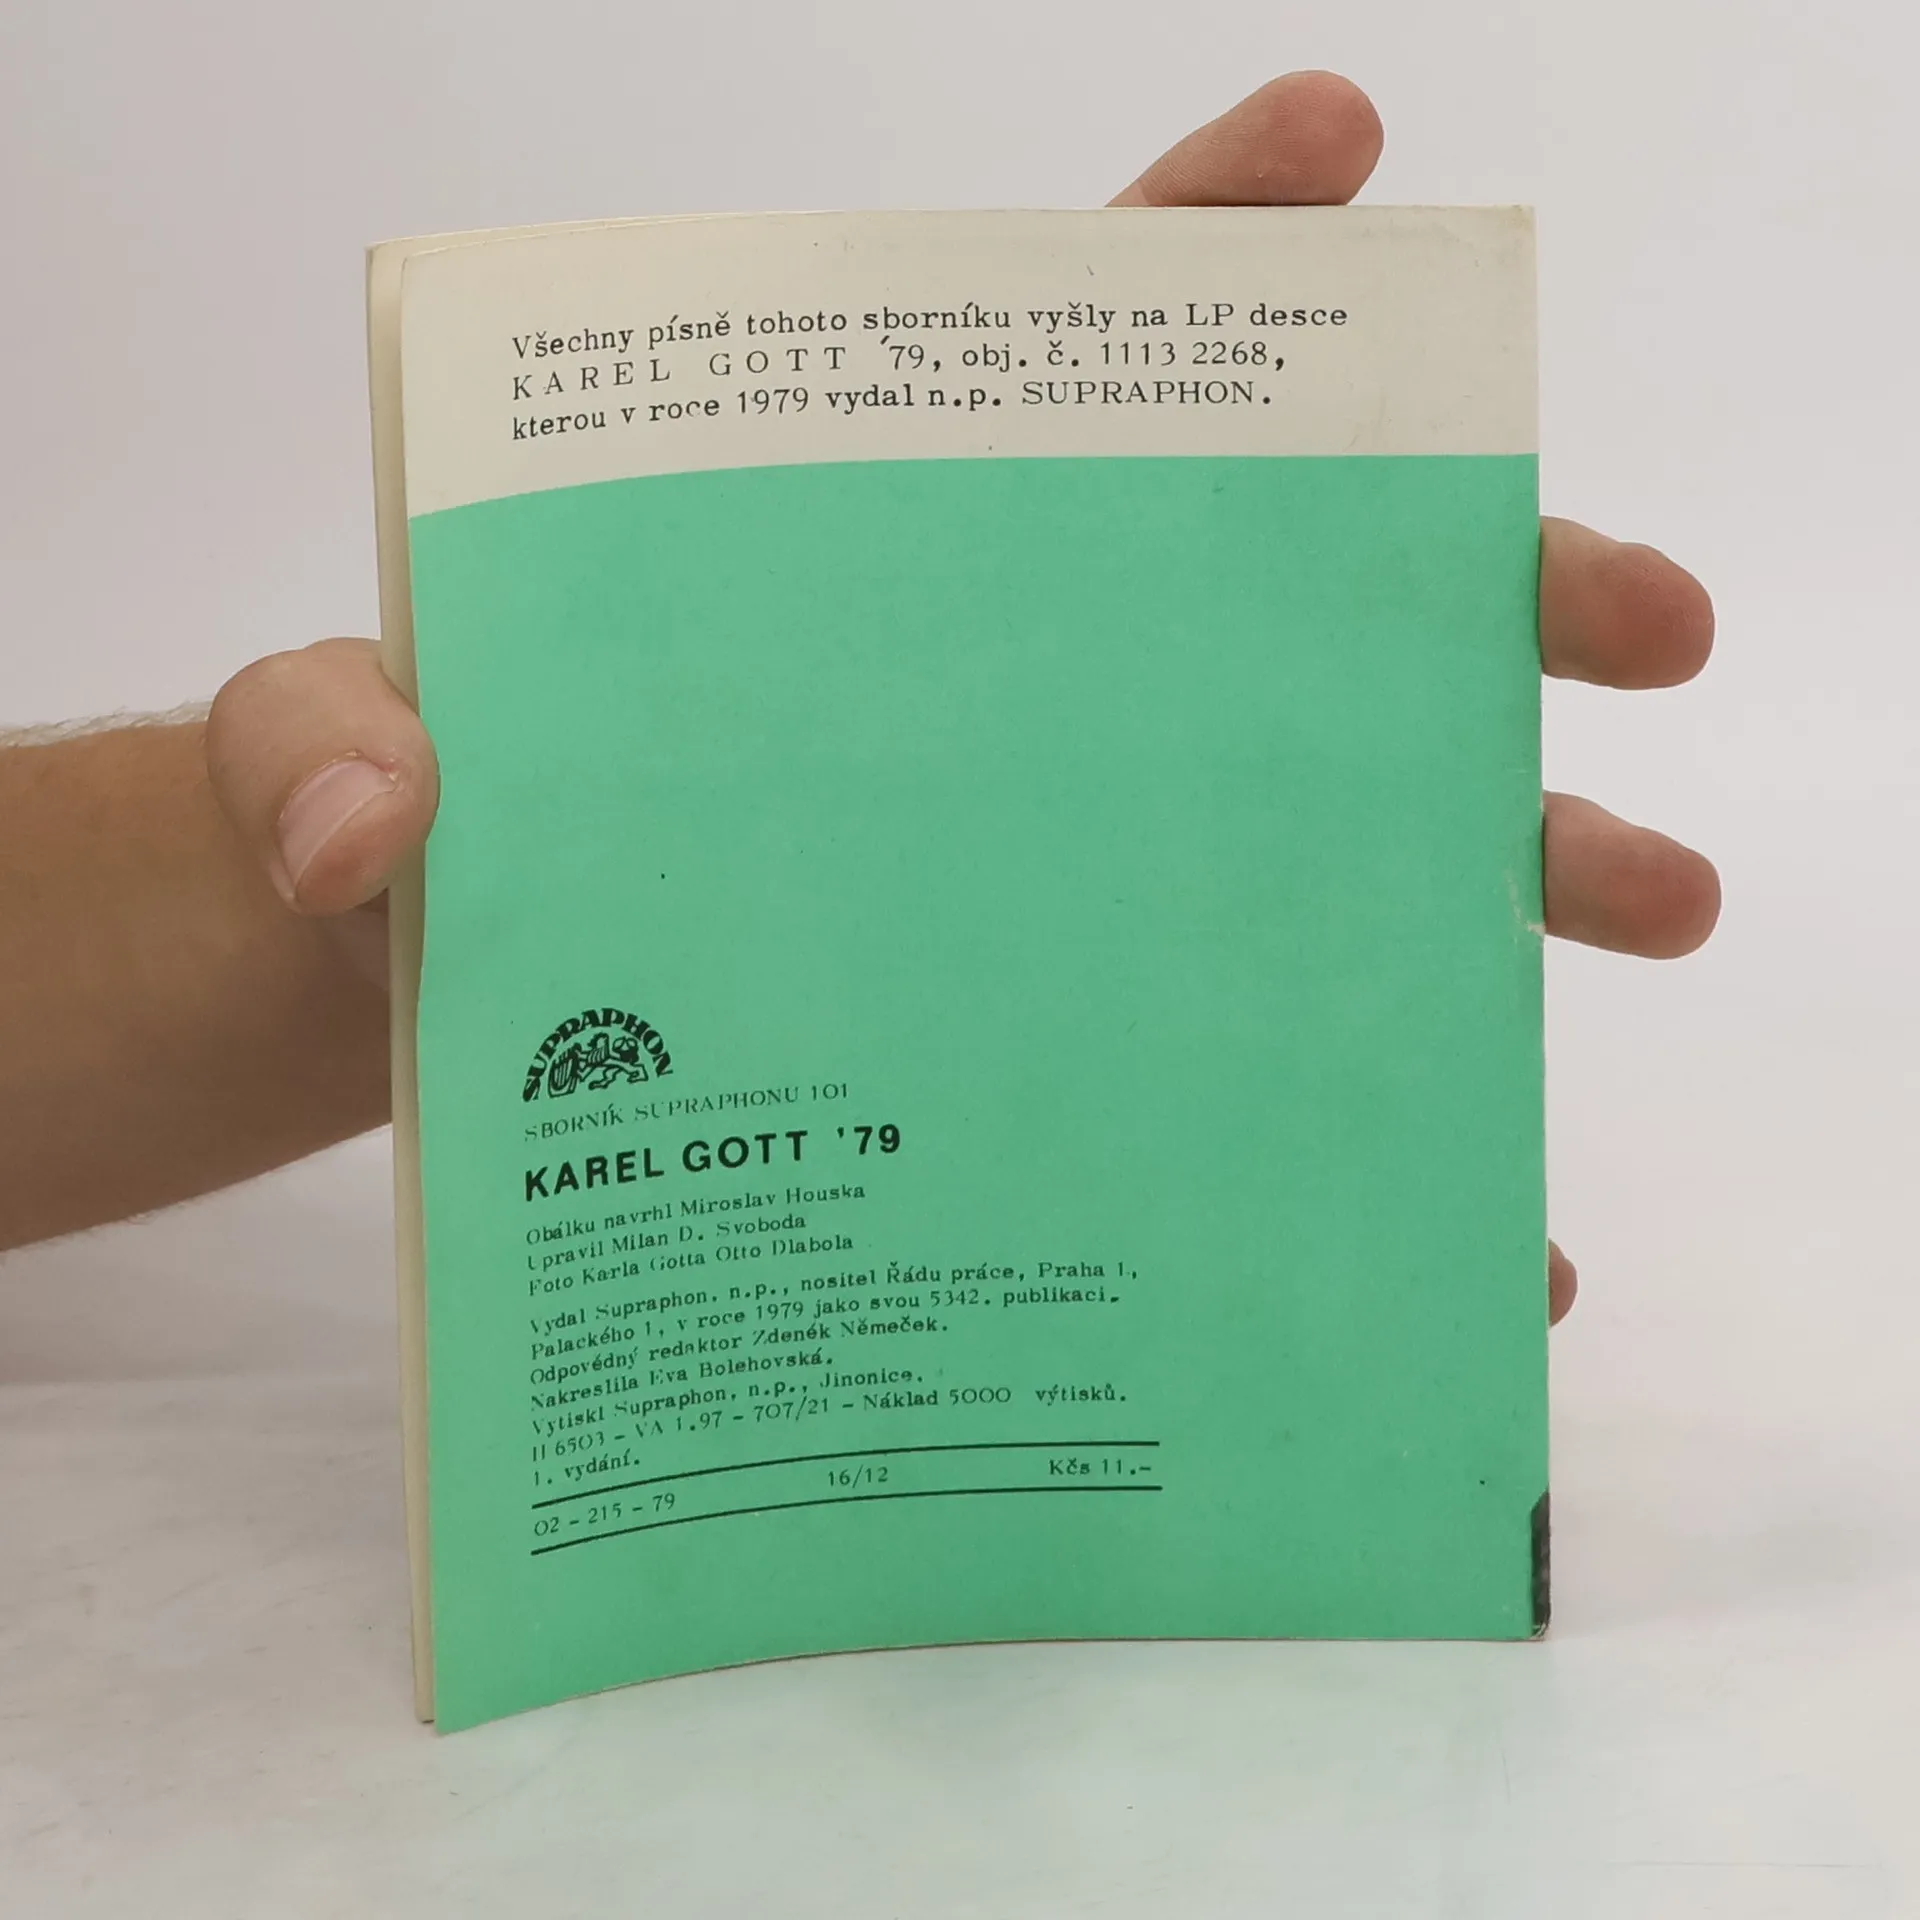 Všechny písně tohoto sborníku vyšly na LP desce
KAREL GOTT ´79, obj. č. 1113 2268,
kterou v roce 1979 vydal n.p. SUPRAPHON.
SUPRAPHON
SBORNÍK SUPRAPHONU 101
KAREL GOTT '79
Obálku navrhl Miroslav Houska
Upravil Milan D. Svoboda
Foto Karla Gotta Otto Dlabola
Vydal Supraphon, n.p., nositel Řádu práce, Praha 1,
Palackého 1, v roce 1979 jako svou 5342. publikaci.
Odpovědný redaktor Zdeněk Němeček.
Nakreslila Eva Bolehovská.
Vytiskl Supraphon, n.p., Jinonice.
H 6503 - VA 1.97 - 707/21 - Náklad 5000 výtisků.
1. vydání.
02 - 215 - 79 16/12 Kčs 11.-